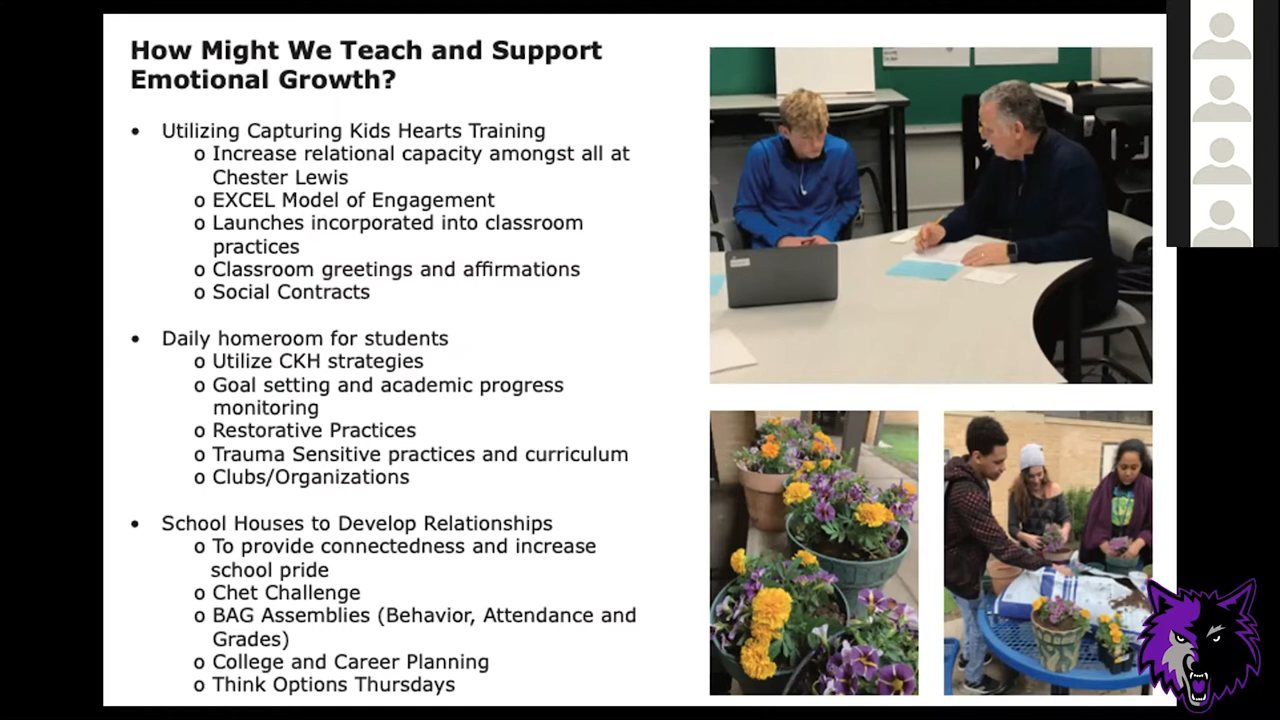 How Might We Teach and Support
Emotional Growth?
• Utilizing Capturing Kids Hearts Training
o Increase relational capacity amongst all at
Chester Lewis
o EXCEL Model of Engagement
o Launches incorporated into classroom
practices
o Classroom greetings and affirmations
o Social Contracts
• Daily homeroom for students
o Utilize CKH strategies
o Goal setting and academic progress
monitoring
o Restorative Practices
o Trauma Sensitive practices and curriculum
o Clubs/Organizations
• School Houses to Develop Relationships
o To provide connectedness and increase
school pride
o Chet Challenge
o BAG Assemblies (Behavior, Attendance and
Grades)
o College and Career Planning
o Think Options Thursdays